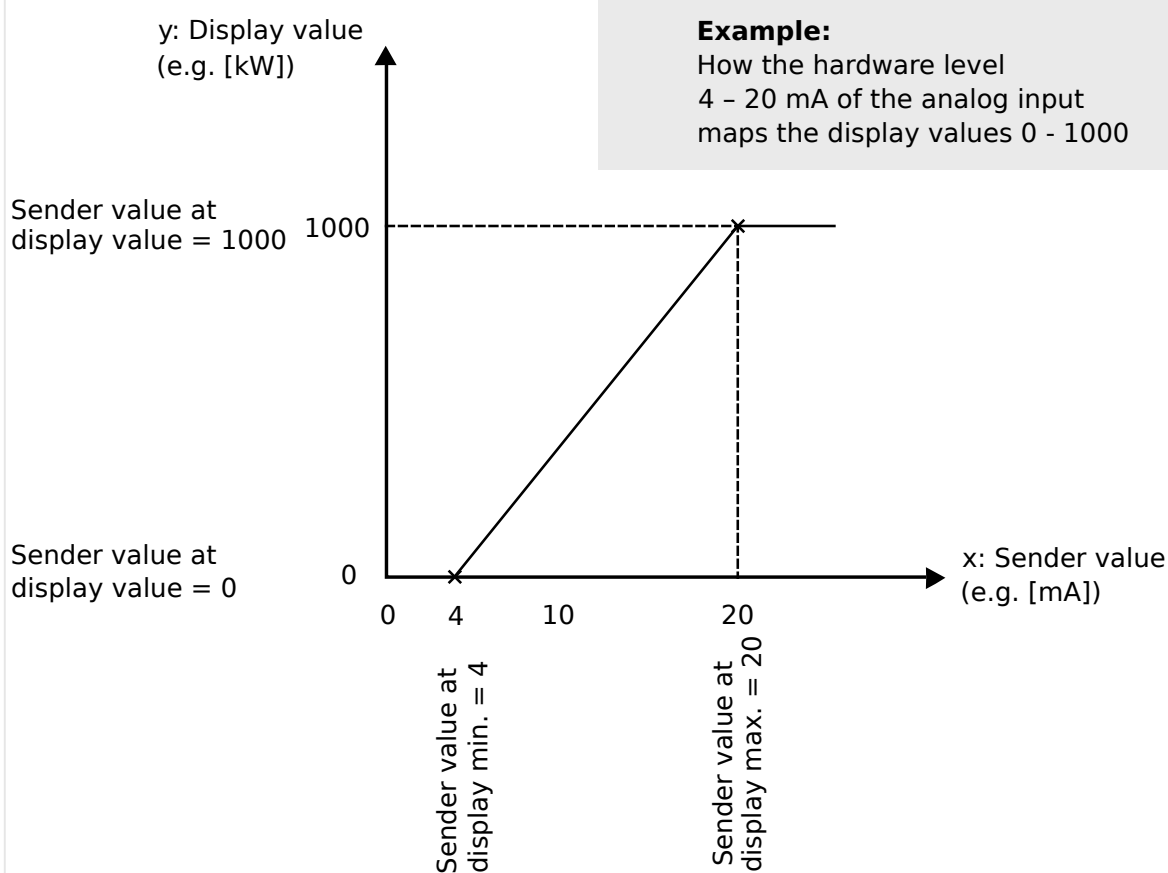 y: Display value
(e.g. [kW])
Example:
How the hardware level
4 – 20 mA of the analog input
maps the display values 0 - 1000
Sender value at
display value = 1000
1000
Sender value at
display value = 0
0
x: Sender value
(e.g. [mA])
0
4
10
20
Sender value at
display min. = 4
Sender value at
display max. = 20